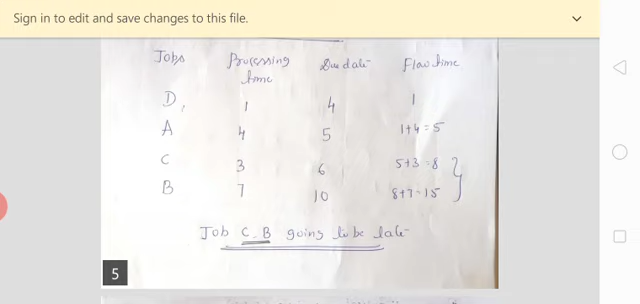 Sign in to edit and save changes to this file.
Jobs Processing time Due date Flow time
D, 1 4 1
A 4 5 1+4=5
C 3 6 5+3=8
B 7 10 8+7=15
Job C B going to be late
5